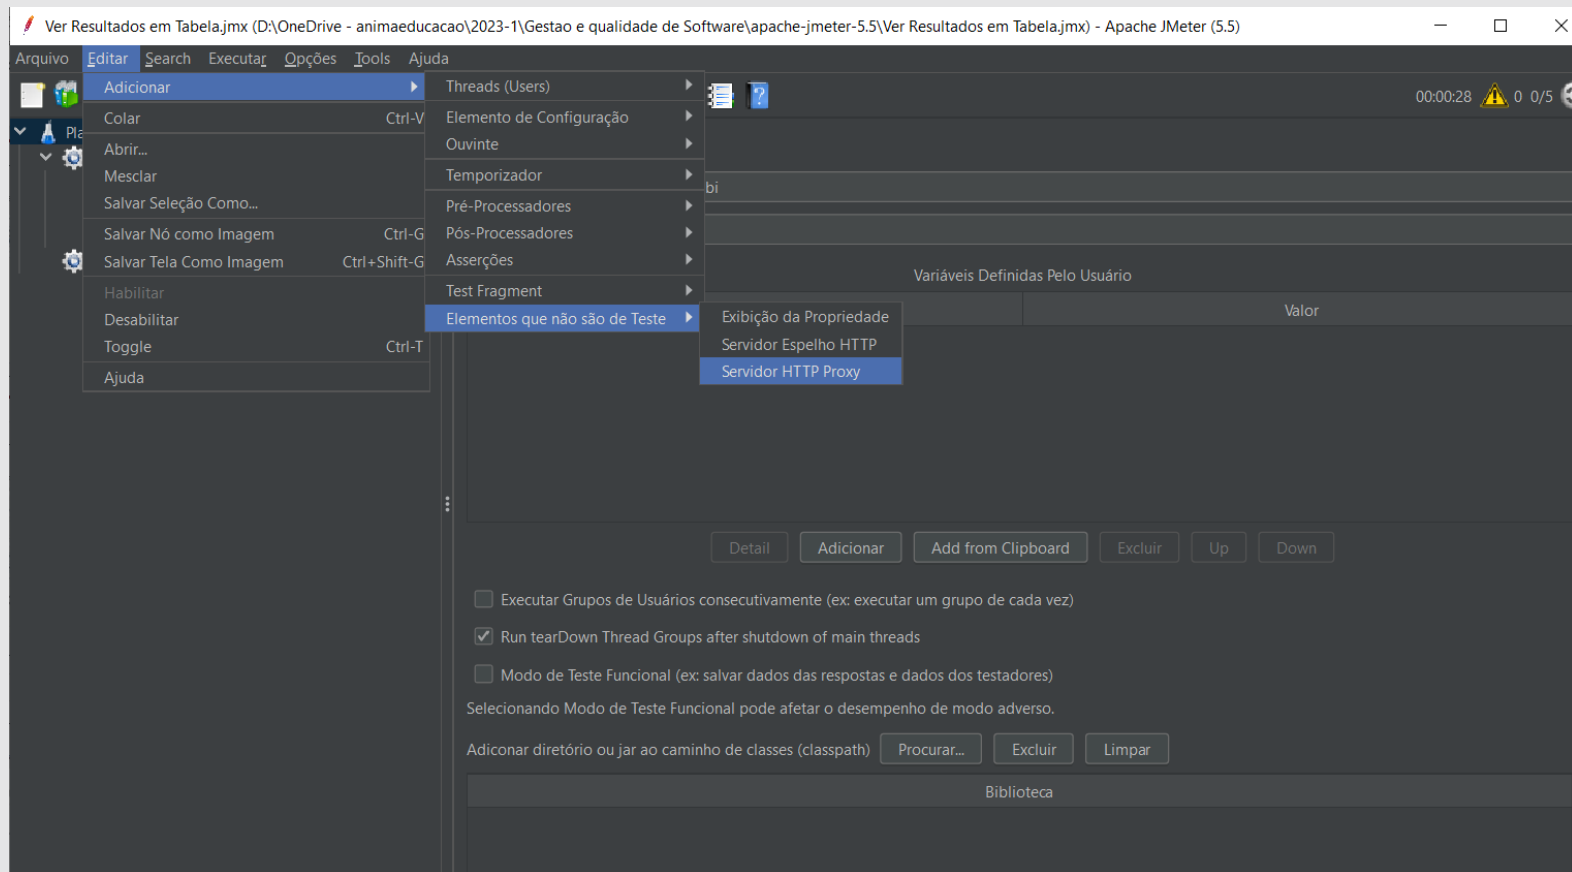 Ver Resultados em Tabela.jmx (D:\OneDrive - animaeducacao\2023-1\Gestao e qualidade de Software\apache-jmeter-5.5\Ver Resultados em Tabela.jmx) - Apache JMeter (5.5)
Arquivo Editar Search Executar Opções Tools Ajuda
00:00:28 0 0/5
Pla
Adicionar
Colar Ctrl-V
Abrir...
Mesclar
Salvar Seleção Como...
Salvar Nó como Imagem Ctrl-G
Salvar Tela Como Imagem Ctrl+Shift-G
Habilitar
Desabilitar
Toggle Ctrl-T
Ajuda
Threads (Users)
Elemento de Configuração
Ouvinte
Temporizador
Pré-Processadores
Pós-Processadores
Asserções
Test Fragment
Elementos que não são de Teste
Exibição da Propriedade
Servidor Espelho HTTP
Servidor HTTP Proxy
bi
Variáveis Definidas Pelo Usuário
Valor
Detail Adicionar Add from Clipboard Excluir Up Down
Executar Grupos de Usuários consecutivamente (ex: executar um grupo de cada vez)
Run tearDown Thread Groups after shutdown of main threads
Modo de Teste Funcional (ex: salvar dados das respostas e dados dos testadores)
Selecionando Modo de Teste Funcional pode afetar o desempenho de modo adverso.
Adiconar diretório ou jar ao caminho de classes (classpath) Procurar... Excluir Limpar
Biblioteca